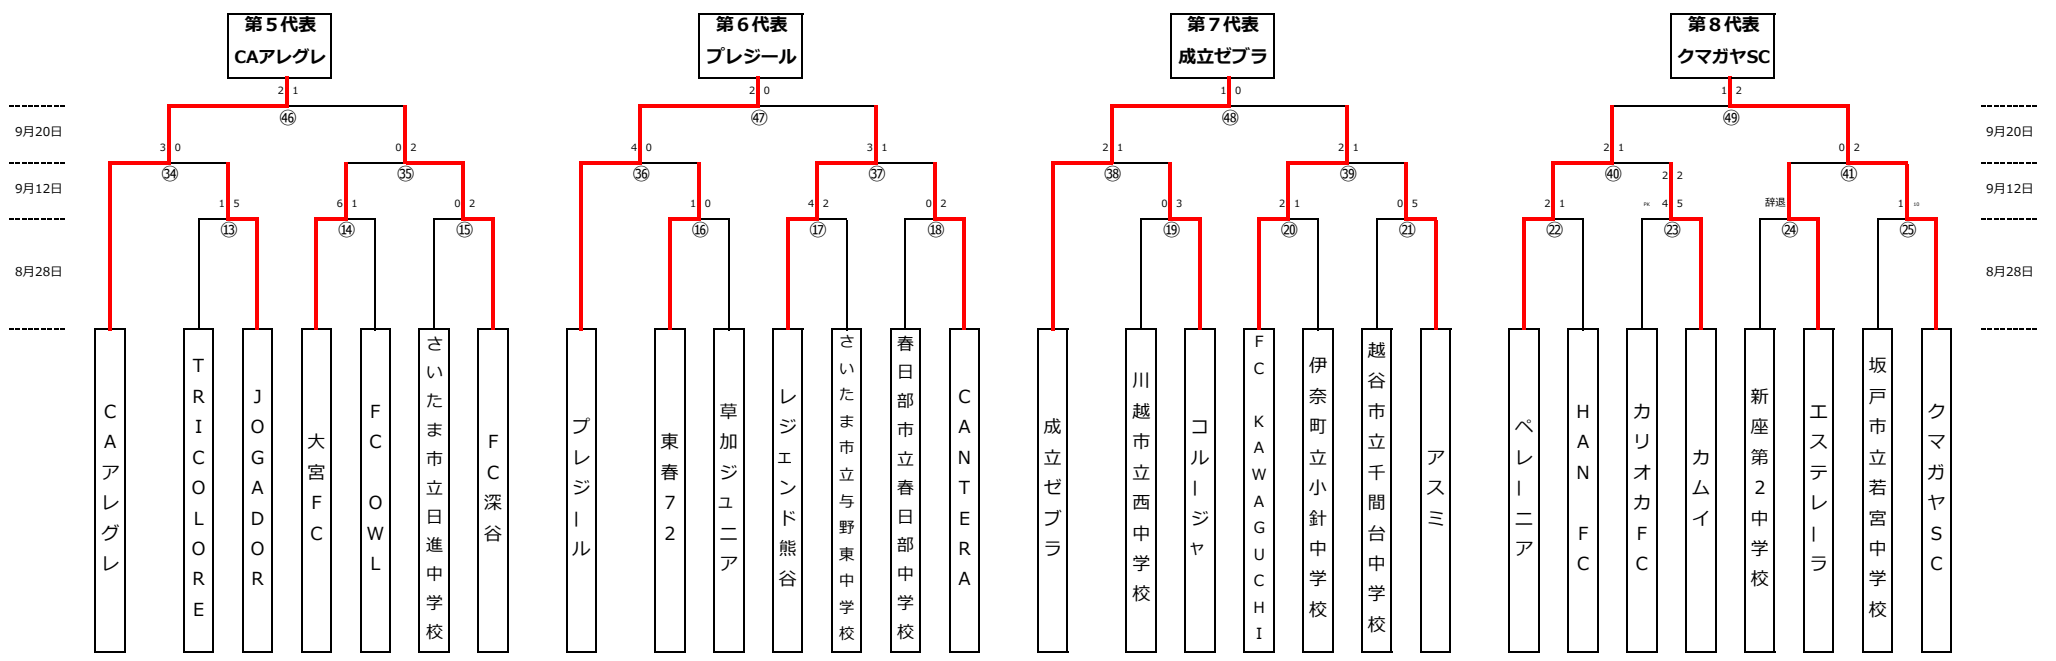 第５代表
CAアレグレ
第６代表
プレジール
第７代表
成立ゼブラ
第８代表
クマガヤSC
2 1
2 0
1 0
1 2
㊻
㊼
㊽
㊾
9月20日
9月20日
3 0
0 2
4 0
3 1
2 1
2 1
2 1
0 2
㉞
㉟
㊱
㊲
㊳
㊴
㊵
㊶
9月12日
9月12日
2 2
1 5
6 1
0 2
1 0
4 2
0 2
0 3
2 1
0 5
2 1
PK 4 5
辞退
1 10
⑬
⑭
⑮
⑯
⑰
⑱
⑲
⑳
㉑
㉒
㉓
㉔
㉕
8月28日
8月28日
CAアレグレ
TRICOLORE
JOGADOR
大宮FC
FC OWL
さいたま市立日進中学校
FC深谷
プレジール
東春７２
草加ジュニア
レジェンド熊谷
さいたま市立与野東中学校
春日部市立春日部中学校
CANTERA
成立ゼブラ
川越市立西中学校
コルージャ
FC KAWAGUCHI
伊奈町立小針中学校
越谷市立千間台中学校
アスミ
ペレーニア
HAN FC
カリオカFC
カムイ
新座第２中学校
エステレーラ
坂戸市立若宮中学校
クマガヤSC